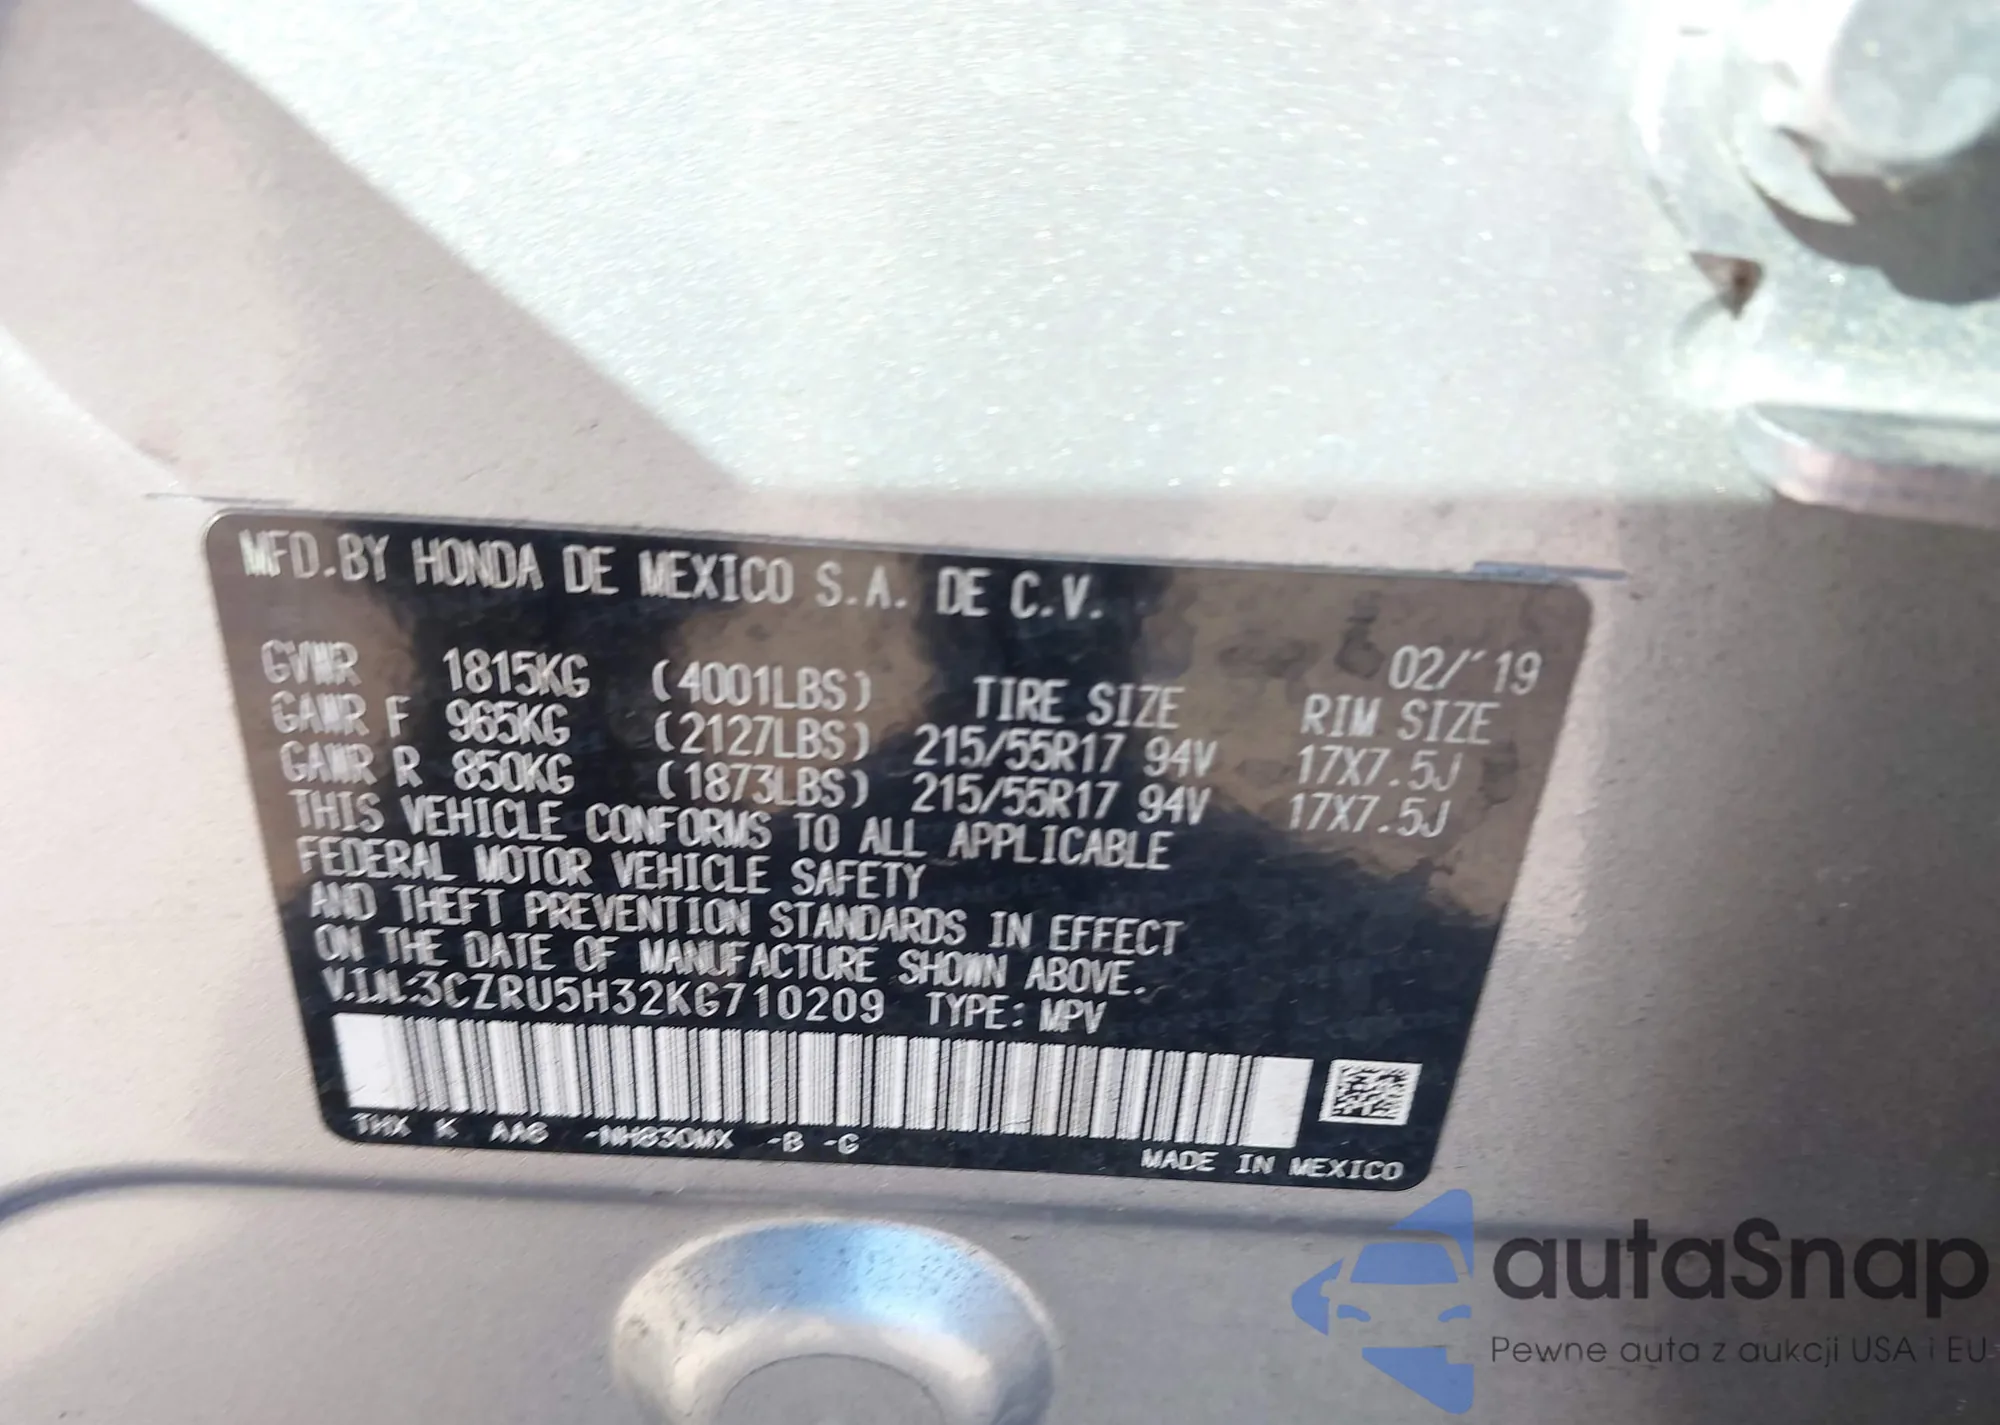 MFD.BY HONDA DE MEXICO S.A. DE C.V.
02/'19
GVWR 1815KG (4001LBS) TIRE SIZE RIM SIZE
GAWR F 965KG (2127LBS) 215/55R17 94V 17X7.5J
GAWR R 850KG (1873LBS) 215/55R17 94V 17X7.5J
THIS VEHICLE CONFORMS TO ALL APPLICABLE
FEDERAL MOTOR VEHICLE SAFETY
AND THEFT PREVENTION STANDARDS IN EFFECT
ON THE DATE OF MANUFACTURE SHOWN ABOVE.
V.I.N:3CZRU5H32KG710209 TYPE: MPV
THX K AA6 -NH830MX -B -G
MADE IN MEXICO
autaSnap
Pewne auta z aukcji USA i EU